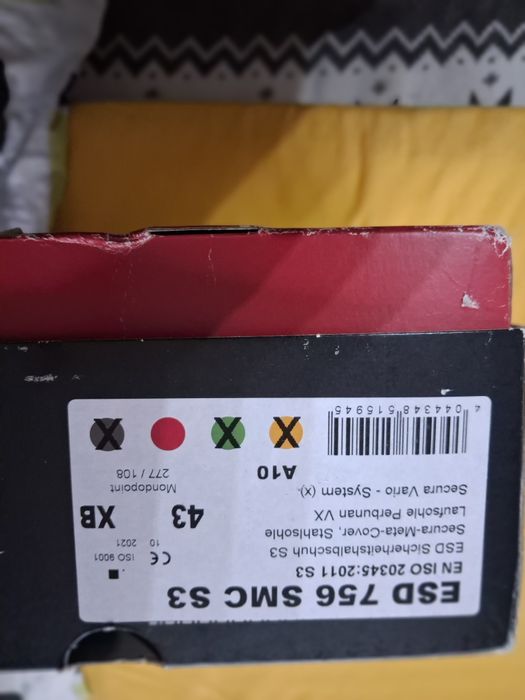 ESD 756 SMC S3
EN ISO 20345:2011 S3
ESD Sicherheitshalbschuh S3
Secura-Meta-Cover, Stahlsohle
Laufsohle Perbunan VX
Secura Vario - System (x)
CE
10 2021
ISO 9001
43
XB
Mondopoint
277 / 108
A10
X
X
X
4 044348 515945